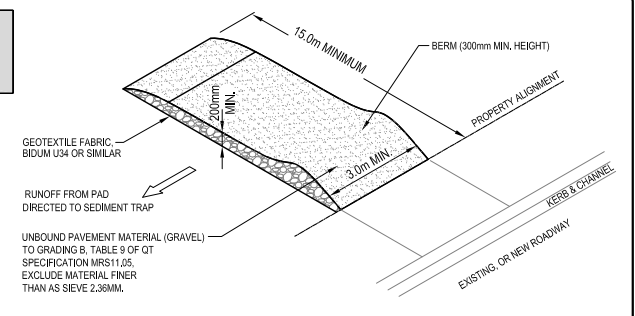 15.0m MINIMUM
BERM (300mm MIN. HEIGHT)
PROPERTY ALIGNMENT
200mm
MIN.
GEOTEXTILE FABRIC,
BIDUM U34 OR SIMILAR
3.0m MIN.
RUNOFF FROM PAD
DIRECTED TO SEDIMENT TRAP
KERB & CHANNEL
EXISTING, OR NEW ROADWAY
UNBOUND PAVEMENT MATERIAL (GRAVEL)
TO GRADING B, TABLE 9 OF QT
SPECIFICATION MRS11.05,
EXCLUDE MATERIAL FINER
THAN AS SIEVE 2.36MM.